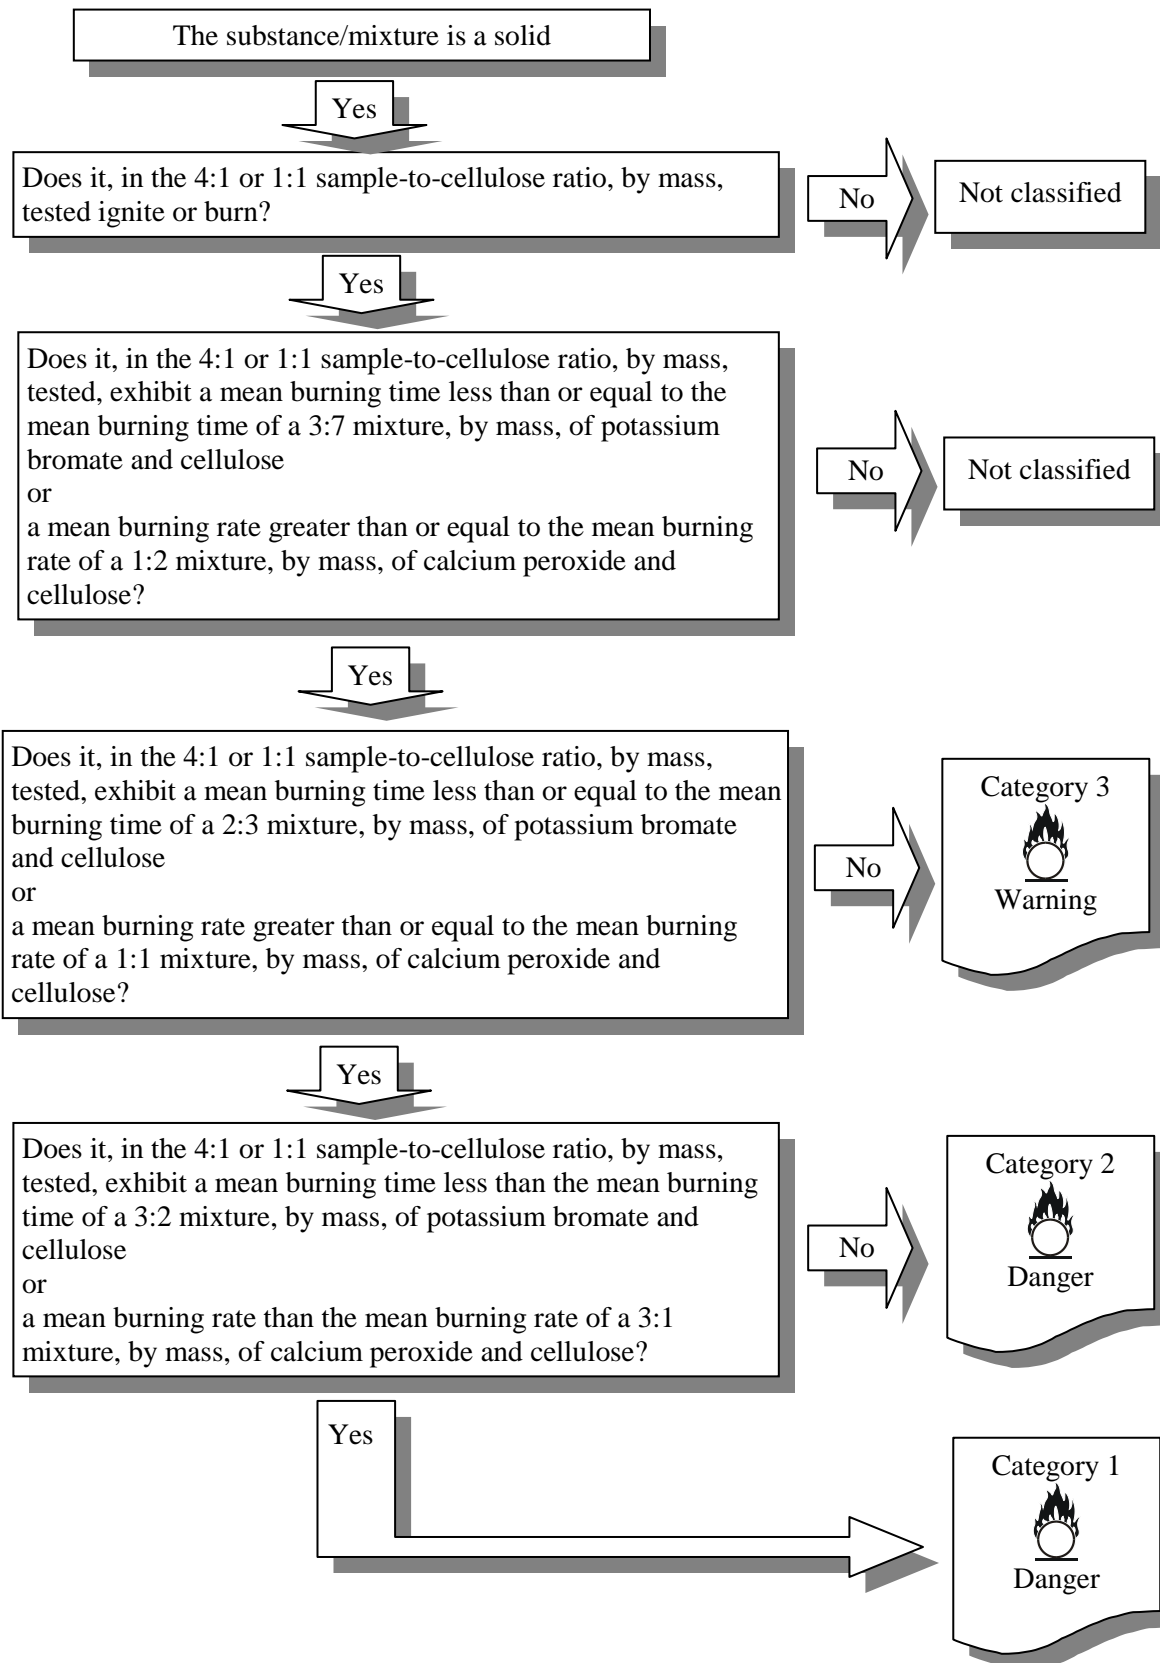 The substance/mixture is a solid
Yes
Does it, in the 4:1 or 1:1 sample-to-cellulose ratio, by mass,
tested ignite or burn?
No
Not classified
Yes
Does it, in the 4:1 or 1:1 sample-to-cellulose ratio, by mass,
tested, exhibit a mean burning time less than or equal to the
mean burning time of a 3:7 mixture, by mass, of potassium
bromate and cellulose
or
a mean burning rate greater than or equal to the mean burning
rate of a 1:2 mixture, by mass, of calcium peroxide and
cellulose?
No
Not classified
Yes
Does it, in the 4:1 or 1:1 sample-to-cellulose ratio, by mass,
tested, exhibit a mean burning time less than or equal to the mean
burning time of a 2:3 mixture, by mass, of potassium bromate
and cellulose
or
a mean burning rate greater than or equal to the mean burning
rate of a 1:1 mixture, by mass, of calcium peroxide and
cellulose?
No
Category 3
Warning
Yes
Does it, in the 4:1 or 1:1 sample-to-cellulose ratio, by mass,
tested, exhibit a mean burning time less than the mean burning
time of a 3:2 mixture, by mass, of potassium bromate and
cellulose
or
a mean burning rate than the mean burning rate of a 3:1
mixture, by mass, of calcium peroxide and cellulose?
No
Category 2
Danger
Yes
Category 1
Danger